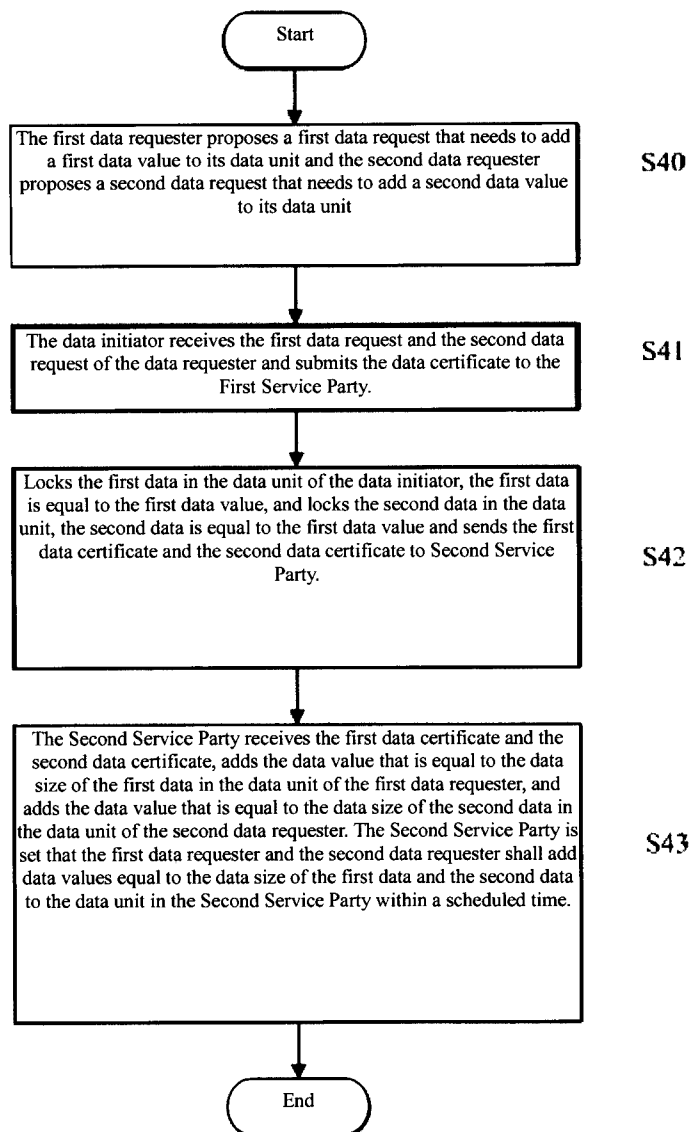 Start
The first data requester proposes a first data request that needs to add
a first data value to its data unit and the second data requester
proposes a second data request that needs to add a second data value
to its data unit
S40
The data initiator receives the first data request and the second data
request of the data requester and submits the data certificate to the
First Service Party.
S41
Locks the first data in the data unit of the data initiator, the first data
is equal to the first data value, and locks the second data in the data
unit, the second data is equal to the first data value and sends the first
data certificate and the second data certificate to Second Service
Party.
S42
The Second Service Party receives the first data certificate and the
second data certificate, adds the data value that is equal to the data
size of the first data in the data unit of the first data requester, and
adds the data value that is equal to the data size of the second data in
the data unit of the second data requester. The Second Service Party is
set that the first data requester and the second data requester shall add
data values equal to the data size of the first data and the second data
to the data unit in the Second Service Party within a scheduled time.
S43
End